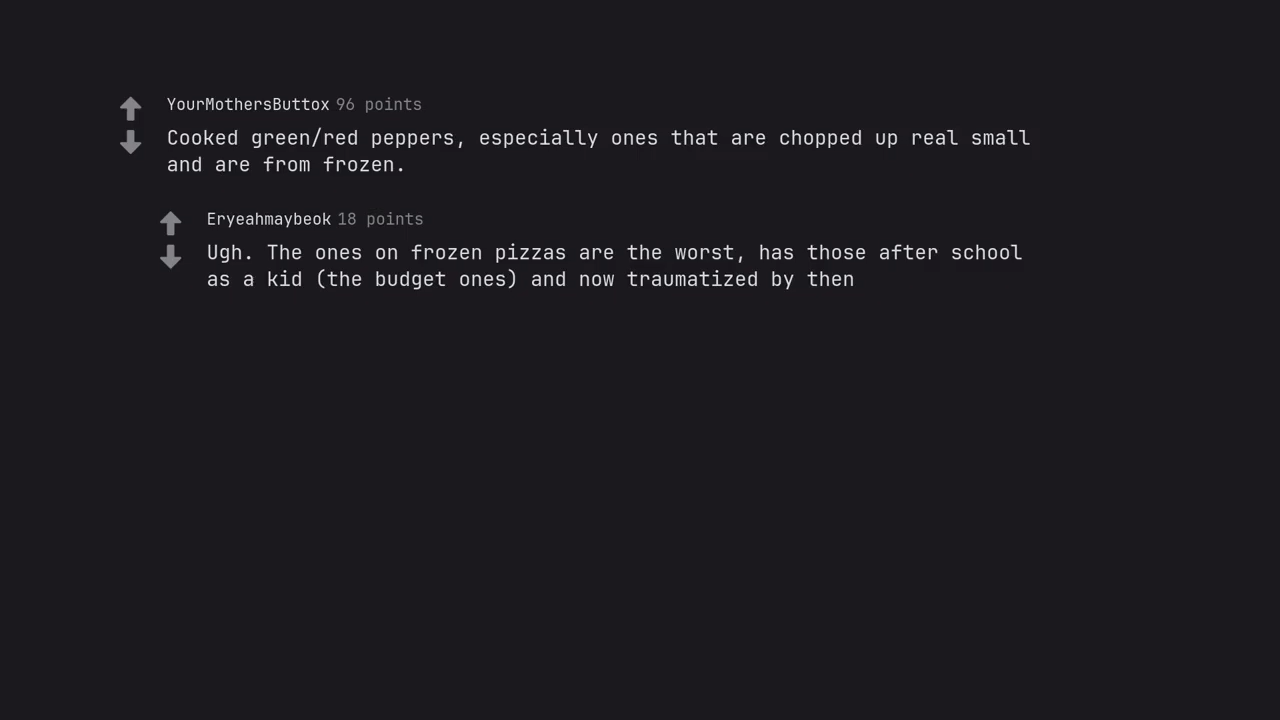 YourMothersButtox 96 points
Cooked green/red peppers, especially ones that are chopped up real small
and are from frozen.
Eryeahmaybeok 18 points
Ugh. The ones on frozen pizzas are the worst, has those after school
as a kid (the budget ones) and now traumatized by then